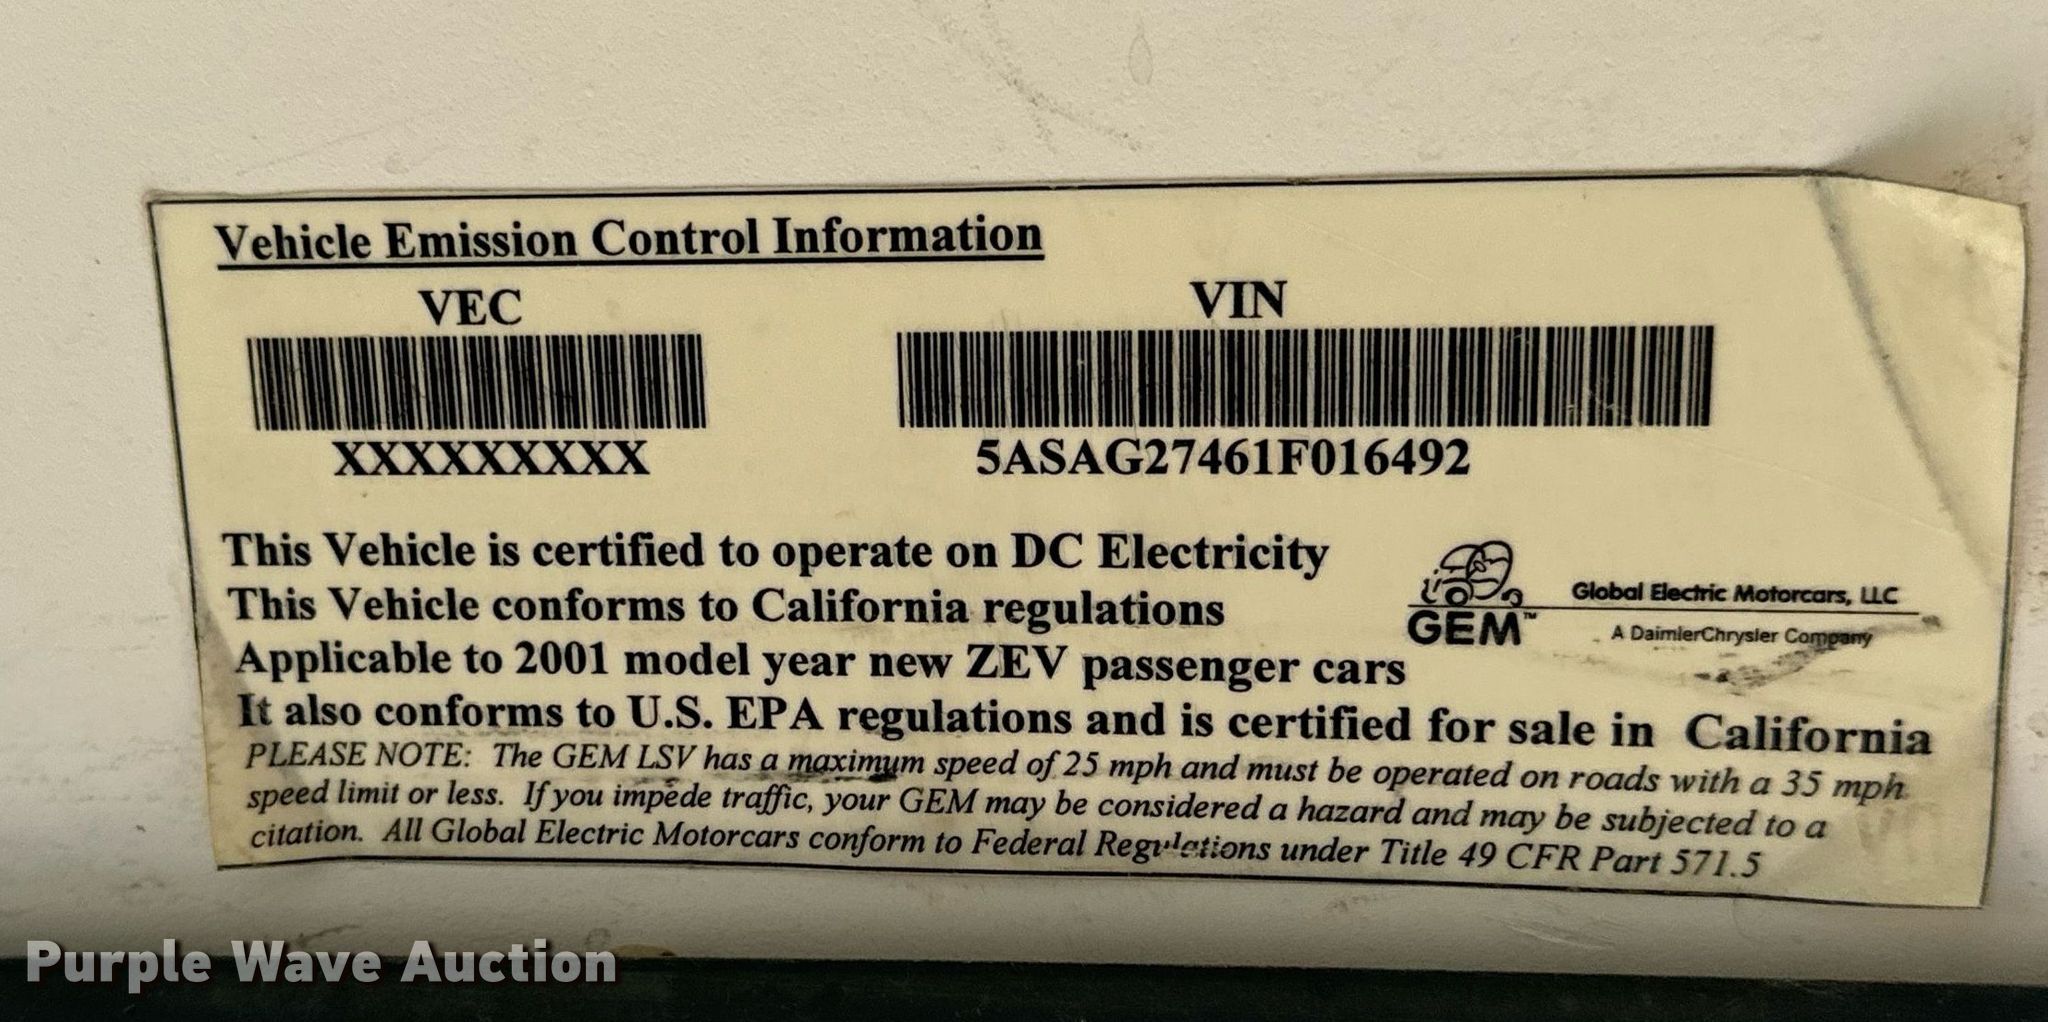 Vehicle Emission Control Information
VEC
VIN
XXXXXXXXX
5ASAG27461F016492
This Vehicle is certified to operate on DC Electricity
This Vehicle conforms to California regulations
Applicable to 2001 model year new ZEV passenger cars
It also conforms to U.S. EPA regulations and is certified for sale in California
GEM™
Global Electric Motorcars, LLC
A DaimlerChrysler Company
PLEASE NOTE: The GEM LSV has a maximum speed of 25 mph and must be operated on roads with a 35 mph
speed limit or less. If you impede traffic, your GEM may be considered a hazard and may be subjected to a
citation. All Global Electric Motorcars conform to Federal Regulations under Title 49 CFR Part 571.5
Purple Wave Auction